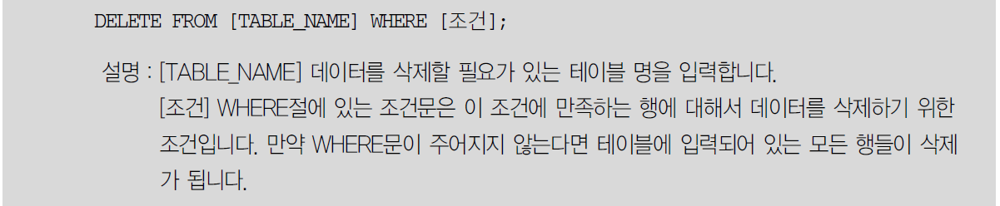 DELETE FROM [TABLE_NAME] WHERE [조건];
설명 : [TABLE_NAME] 데이터를 삭제할 필요가 있는 테이블 명을 입력합니다.
[조건] WHERE절에 있는 조건문은 이 조건에 만족하는 행에 대해서 데이터를 삭제하기 위한
조건입니다. 만약 WHERE문이 주어지지 않는다면 테이블에 입력되어 있는 모든 행들이 삭제
가 됩니다.